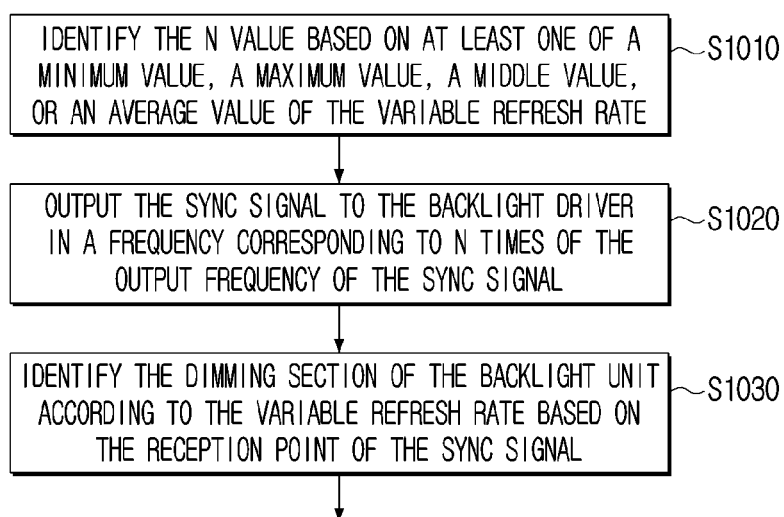 IDENTIFY THE N VALUE BASED ON AT LEAST ONE OF A
MINIMUM VALUE, A MAXIMUM VALUE, A MIDDLE VALUE,
OR AN AVERAGE VALUE OF THE VARIABLE REFRESH RATE
S1010
OUTPUT THE SYNC SIGNAL TO THE BACKLIGHT DRIVER
IN A FREQUENCY CORRESPONDING TO N TIMES OF THE
OUTPUT FREQUENCY OF THE SYNC SIGNAL
S1020
IDENTIFY THE DIMMING SECTION OF THE BACKLIGHT UNIT
ACCORDING TO THE VARIABLE REFRESH RATE BASED ON
THE RECEPTION POINT OF THE SYNC SIGNAL
S1030